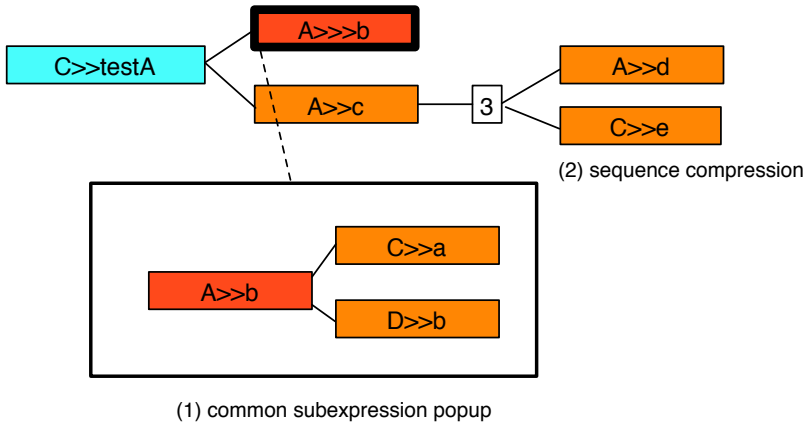 A>>>b
C>>testA
A>>d
A>>c
3
C>>e
(2) sequence compression
C>>a
A>>b
D>>b
(1) common subexpression popup